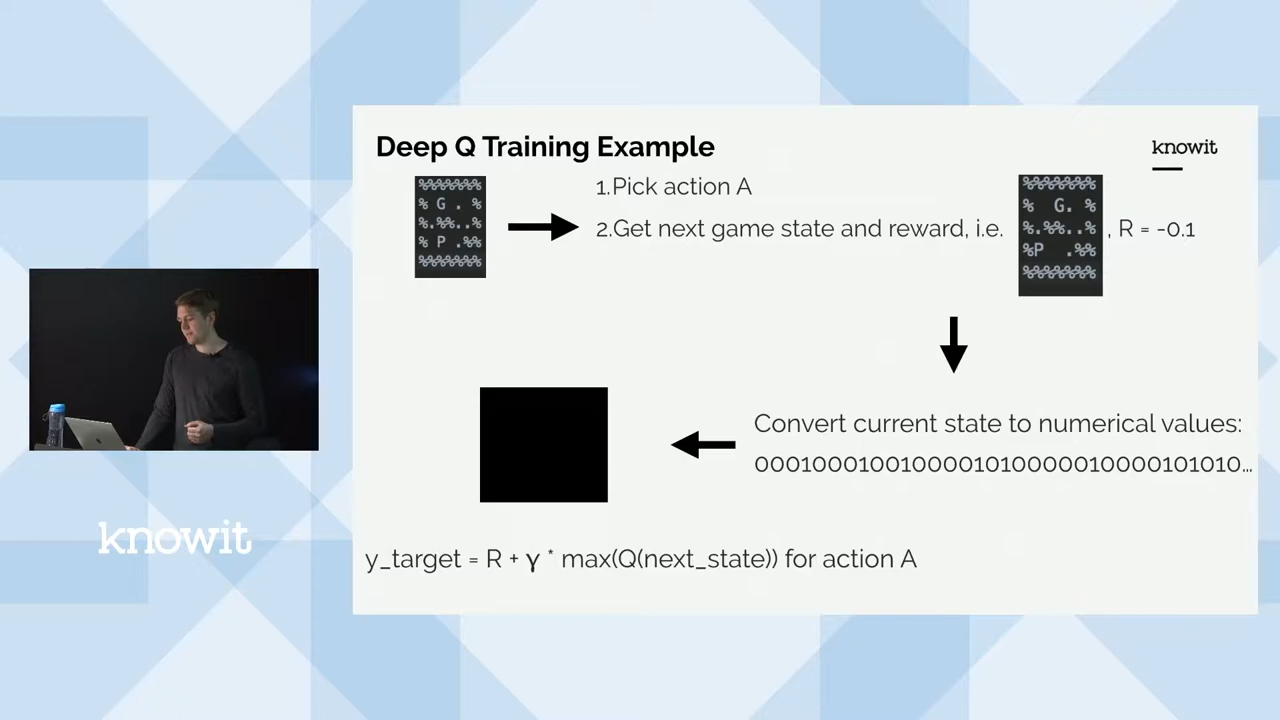 Deep Q Training Example
knowit
%%%%%%%
% G . %
%.%%..%
% P .%%
%%%%%%%
1.Pick action A
2.Get next game state and reward, i.e.
%%%%%%%
%  G. %
%.%%..%
%P  .%%
%%%%%%%
, R = -0.1
Convert current state to numerical values:
0001000100100001010000010000101010...
knowit
y_target = R + γ * max(Q(next_state)) for action A